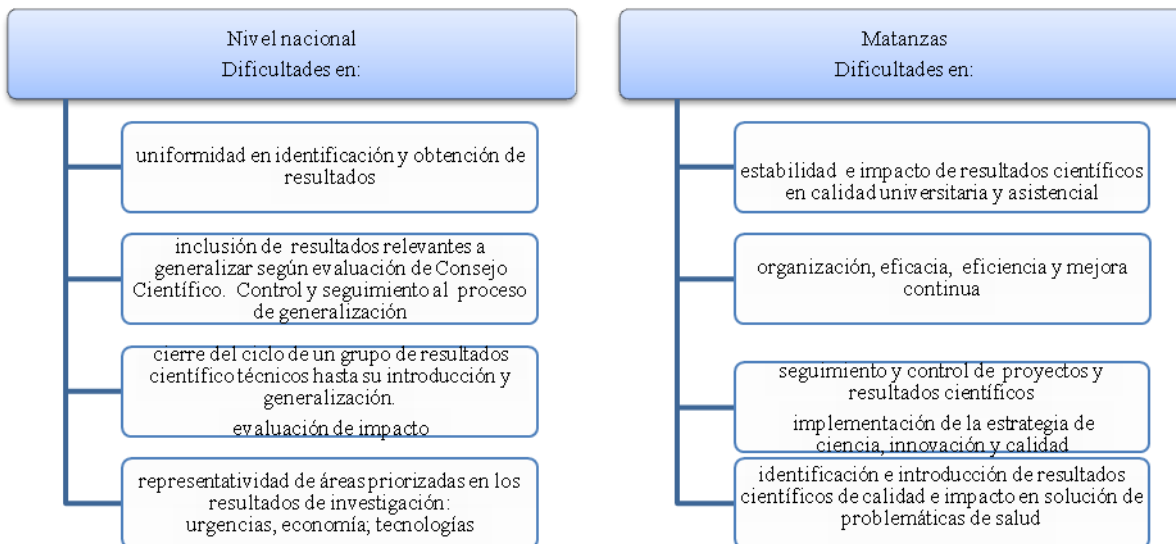 Nivel nacional
Dificultades en:
uniformidad en identificación y obtención de
resultados
inclusión de resultados relevantes a
generalizar según evaluación de Consejo
Científico. Control y seguimiento al proceso
de generalización
cierre del ciclo de un grupo de resultados
científico técnicos hasta su introducción y
generalización.
evaluación de impacto
representatividad de áreas priorizadas en los
resultados de investigación:
urgencias, economía; tecnologías
Matanzas
Dificultades en:
estabilidad e impacto de resultados científicos
en calidad universitaria y asistencial
organización, eficacia, eficiencia y mejora
continua
seguimiento y control de proyectos y
resultados científicos
implementación de la estrategia de
ciencia, innovación y calidad
identificación e introducción de resultados
científicos de calidad e impacto en solución de
problemáticas de salud